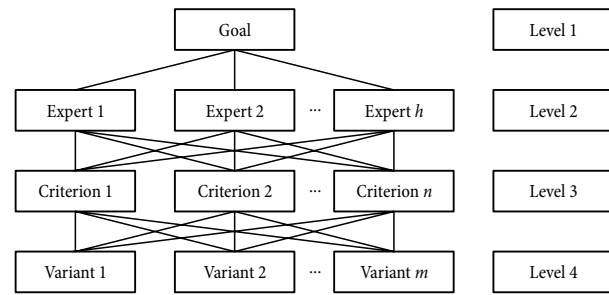 Goal Level 1
Expert 1 Expert 2 ... Expert h Level 2
Criterion 1 Criterion 2 ... Criterion n Level 3
Variant 1 Variant 2 ... Variant m Level 4